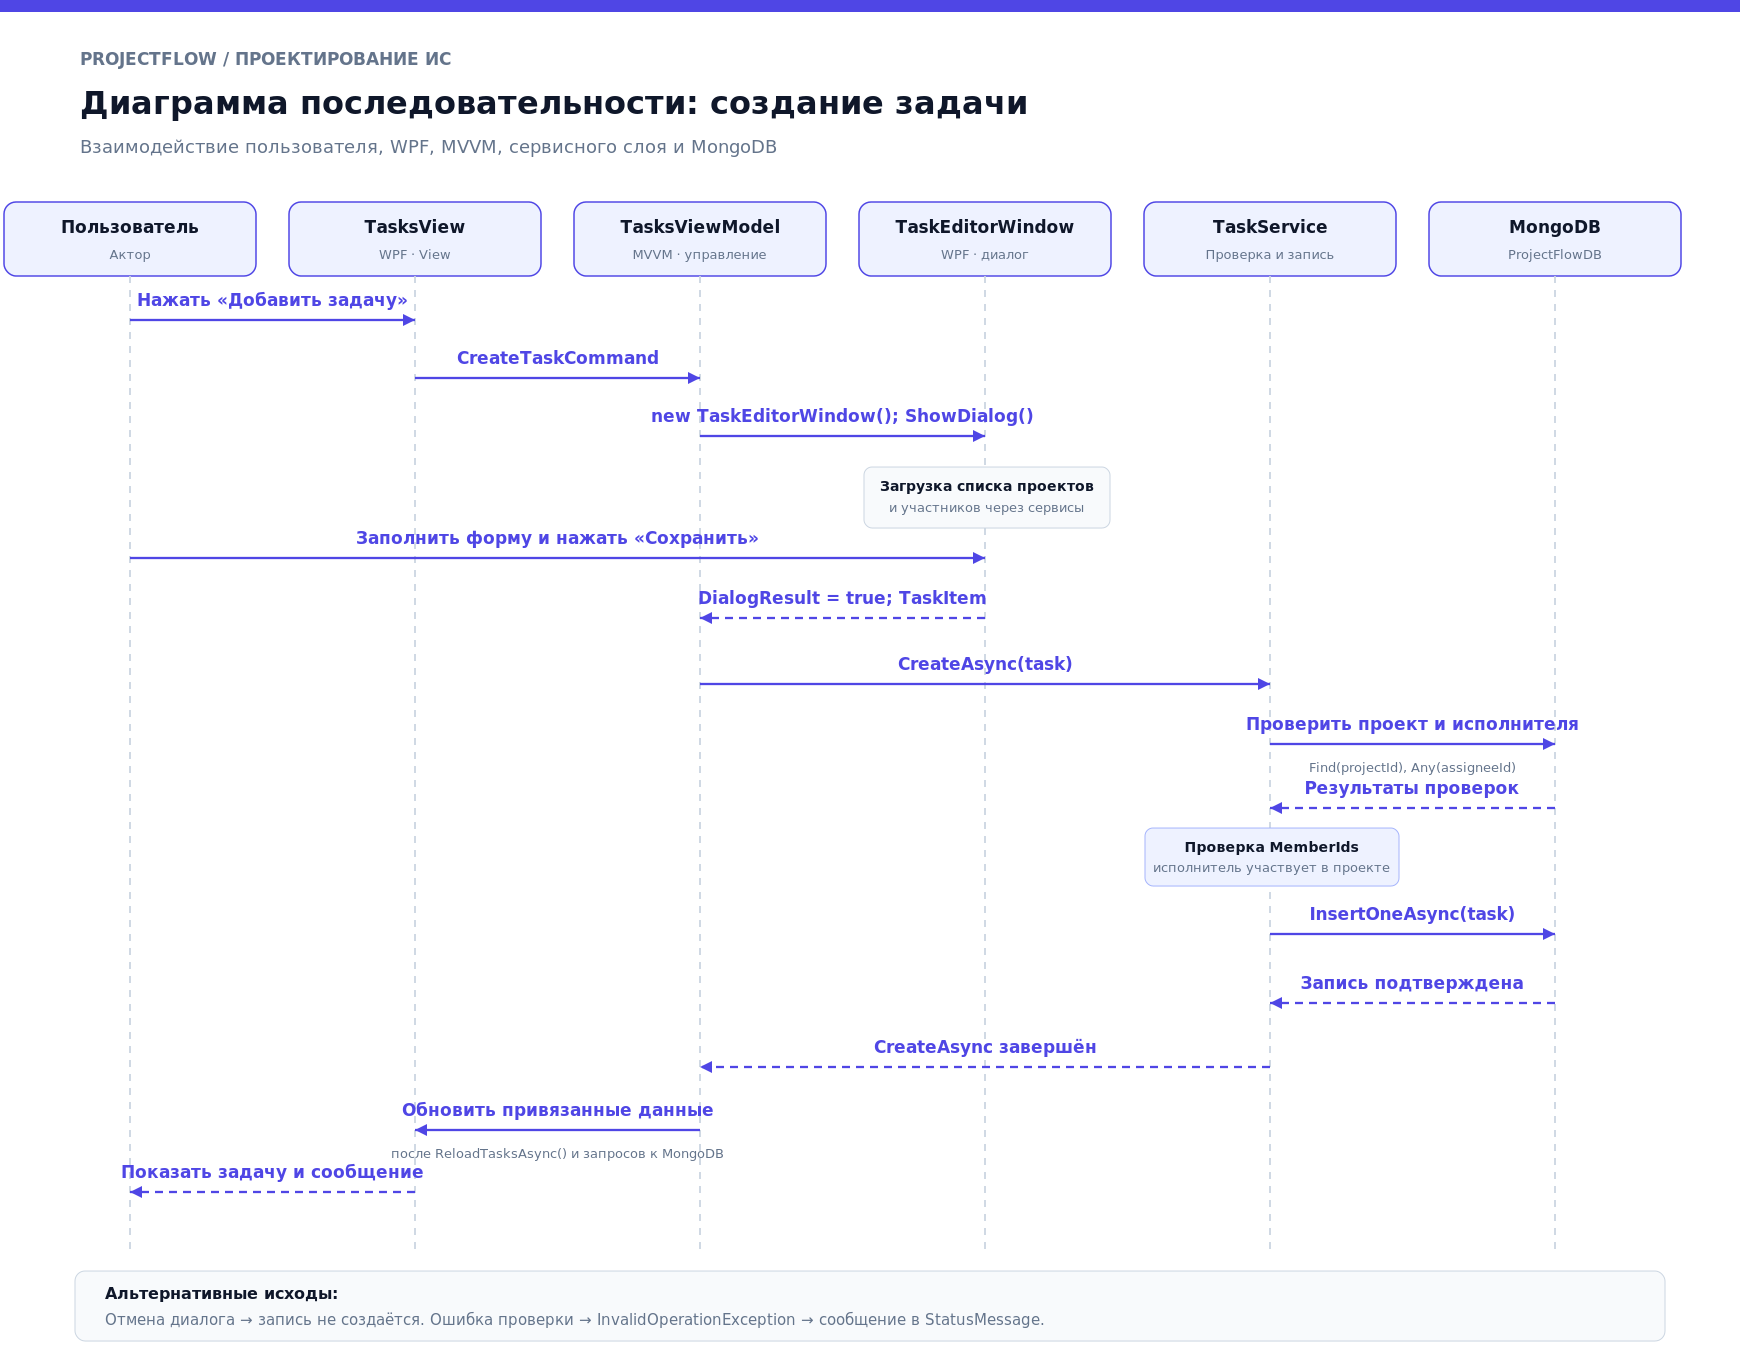 PROJECTFLOW / ПРОЕКТИРОВАНИЕ ИС
Диаграмма последовательности: создание задачи
Взаимодействие пользователя, WPF, MVVM, сервисного слоя и MongoDB
Пользователь
Актор
TasksView
WPF · View
TasksViewModel
MVVM · управление
TaskEditorWindow
WPF · диалог
TaskService
Проверка и запись
MongoDB
ProjectFlowDB
Нажать «Добавить задачу»
CreateTaskCommand
new TaskEditorWindow(); ShowDialog()
Загрузка списка проектов
и участников через сервисы
Заполнить форму и нажать «Сохранить»
DialogResult = true; TaskItem
CreateAsync(task)
Проверить проект и исполнителя
Find(projectId), Any(assigneeId)
Результаты проверок
Проверка MemberIds
исполнитель участвует в проекте
InsertOneAsync(task)
Запись подтверждена
CreateAsync завершён
Обновить привязанные данные
после ReloadTasksAsync() и запросов к MongoDB
Показать задачу и сообщение
Альтернативные исходы:
Отмена диалога → запись не создаётся. Ошибка проверки → InvalidOperationException → сообщение в StatusMessage.